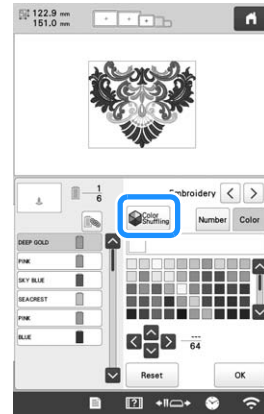 122.9 mm
151.0 mm
1
6
Embroidery
Color Shuffling
Number
Color
DEEP GOLD
PINK
SKY BLUE
SEACREST
PINK
BLUE
---
64
Reset
OK